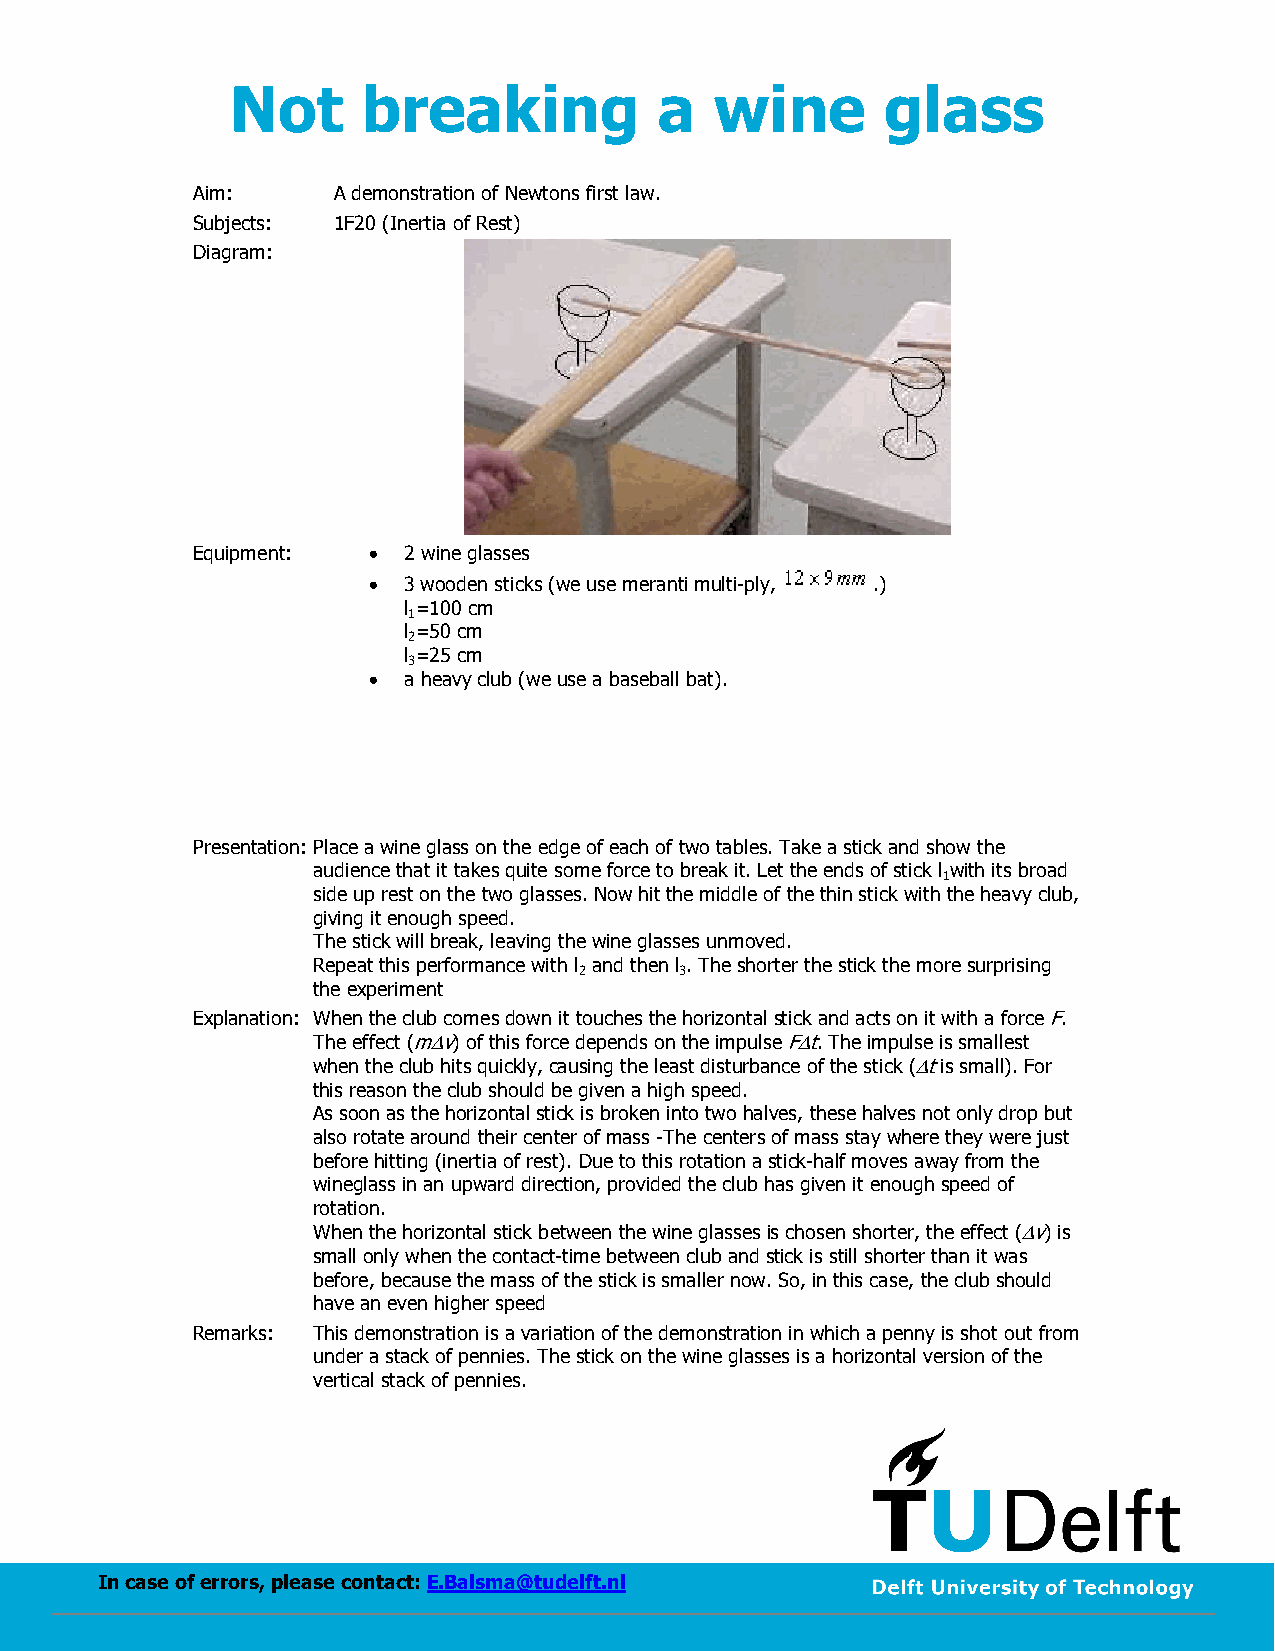 Not breaking a wine glass
Aim: A demonstration of Newtons first law.
Subjects: 1F20 (Inertia of Rest)
Diagram:
Equipment: • 2 wine glasses
• 3 wooden sticks (we use meranti multi-ply, 12 x 9 mm .)
l₁=100 cm
l₂=50 cm
l₃=25 cm
• a heavy club (we use a baseball bat).
Presentation: Place a wine glass on the edge of each of two tables. Take a stick and show the
audience that it takes quite some force to break it. Let the ends of stick l₁with its broad
side up rest on the two glasses. Now hit the middle of the thin stick with the heavy club,
giving it enough speed.
The stick will break, leaving the wine glasses unmoved.
Repeat this performance with l₂ and then l₃. The shorter the stick the more surprising
the experiment
Explanation: When the club comes down it touches the horizontal stick and acts on it with a force F.
The effect (mΔv) of this force depends on the impulse FΔt. The impulse is smallest
when the club hits quickly, causing the least disturbance of the stick (Δt is small). For
this reason the club should be given a high speed.
As soon as the horizontal stick is broken into two halves, these halves not only drop but
also rotate around their center of mass -The centers of mass stay where they were just
before hitting (inertia of rest). Due to this rotation a stick-half moves away from the
wineglass in an upward direction, provided the club has given it enough speed of
rotation.
When the horizontal stick between the wine glasses is chosen shorter, the effect (Δv) is
small only when the contact-time between club and stick is still shorter than it was
before, because the mass of the stick is smaller now. So, in this case, the club should
have an even higher speed
Remarks: This demonstration is a variation of the demonstration in which a penny is shot out from
under a stack of pennies. The stick on the wine glasses is a horizontal version of the
vertical stack of pennies.
TUDelft
In case of errors, please contact: E.Balsma@tudelft.nl
Delft University of Technology